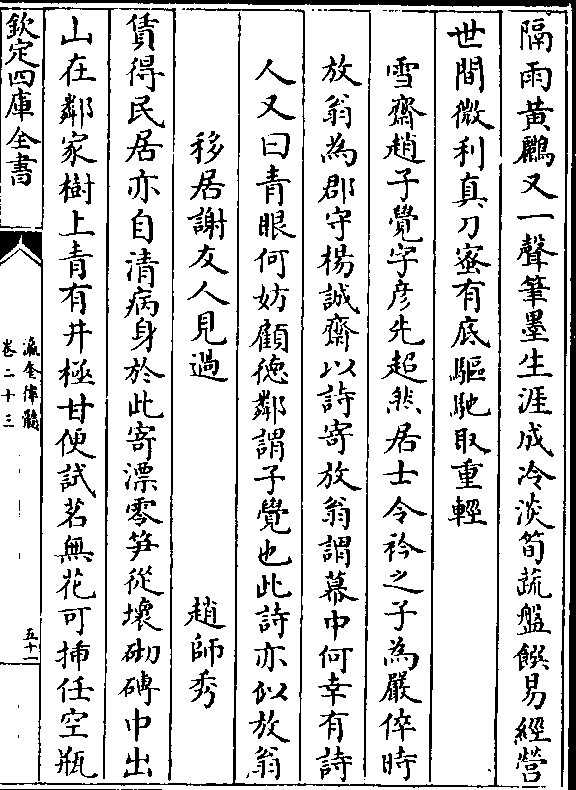 隔雨黃鸝又一聲筆墨生涯成冷淡筍蔬盤饌易經營
世間微利真刀蜜有底驅馳取重輕
雪齋趙子覺字彦先超然居士令衿之子為嚴倅時
放翁為郡守楊誠齋以詩寄放翁謂幕中何幸有詩
人又曰青眼何妨顧徳鄰謂子覺也此詩亦似放翁
移居謝友人見過 趙師秀
賃得民居亦自清病身於此寄漂零笋從壞砌磚中出
山在鄰家樹上青有井極甘便試茗無花可揷任空瓶
欽定四庫全書
瀛奎律髓
卷二十三
五十一